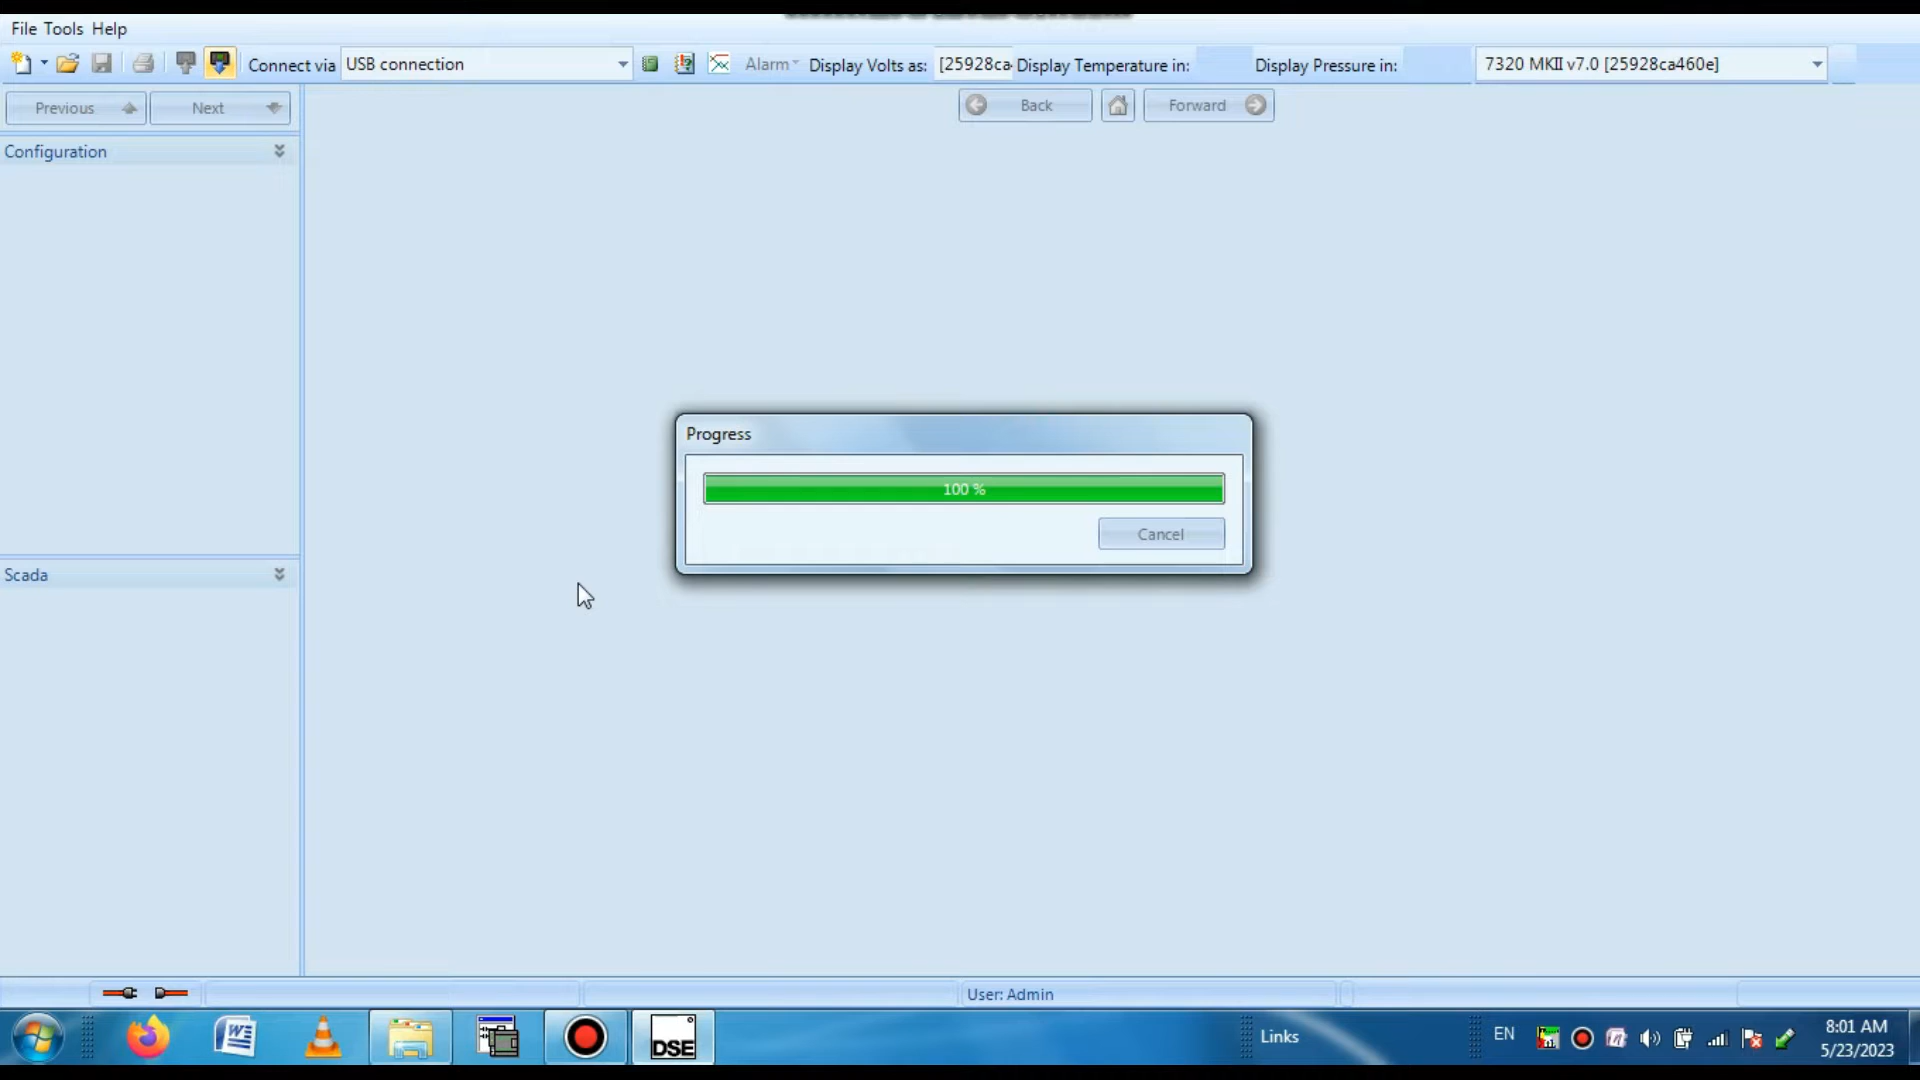 File Tools Help
Connect via USB connection Alarm Display Volts as: [25928ca Display Temperature in: Display Pressure in: 7320 MKII v7.0 [25928ca460e]
Previous Next Back Forward
Configuration
Progress
100 %
Cancel
Scada
User: Admin
DSE
Links
EN
8:01 AM
5/23/2023